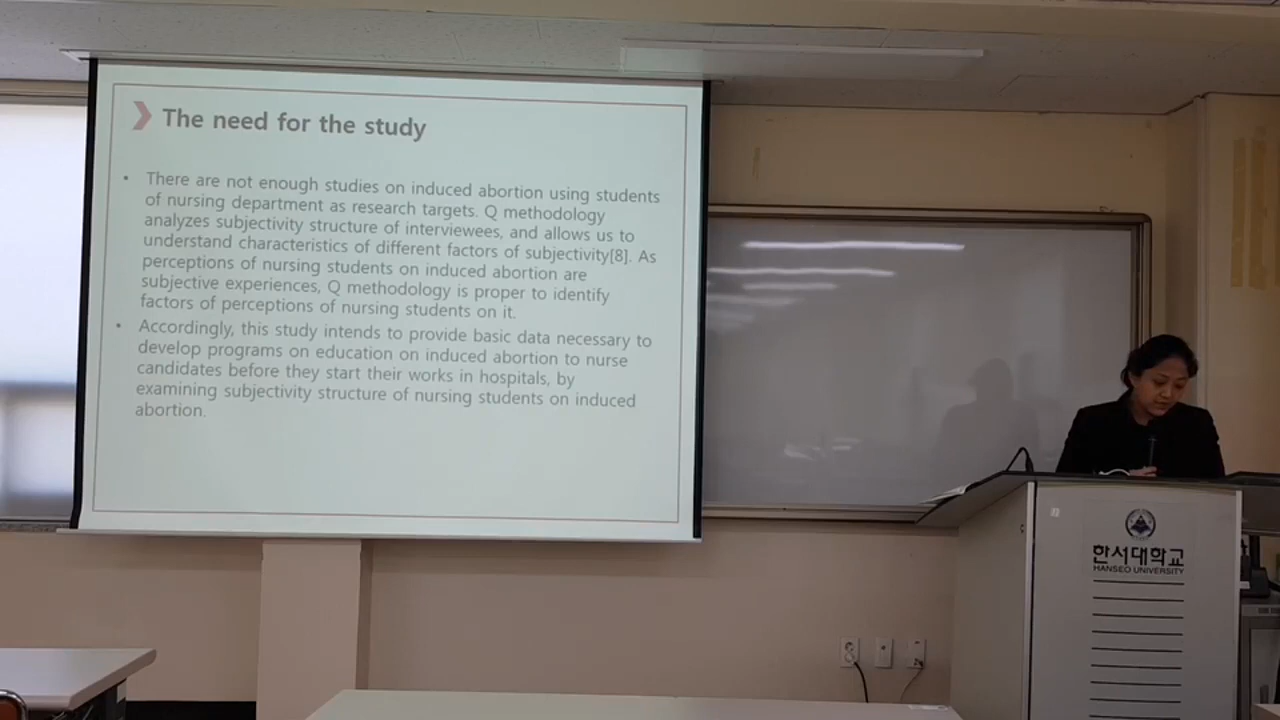 The need for the study
• There are not enough studies on induced abortion using students
of nursing department as research targets. Q methodology
analyzes subjectivity structure of interviewees, and allows us to
understand characteristics of different factors of subjectivity[8]. As
perceptions of nursing students on induced abortion are
subjective experiences, Q methodology is proper to identify
factors of perceptions of nursing students on it.
• Accordingly, this study intends to provide basic data necessary to
develop programs on education on induced abortion to nurse
candidates before they start their works in hospitals, by
examining subjectivity structure of nursing students on induced
abortion.
한서대학교
HANSEO UNIVERSITY